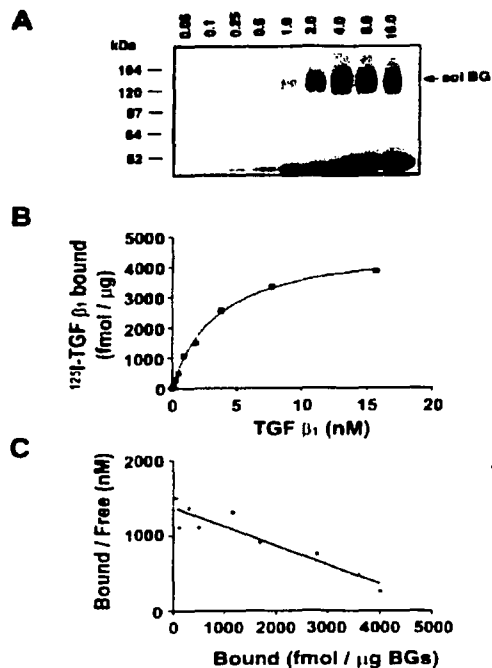 A
0.06 0.1 0.25 0.5 1.0 2.0 4.0 8.0 16.0
kDa
184
120
87
64
52
sol BG
B
125I-TGF β1 bound
(fmol / µg)
5000
4000
3000
2000
1000
0
0 5 10 15 20
TGF β1 (nM)
C
Bound / Free (nM)
2000
1000
0
0 1000 2000 3000 4000 5000
Bound (fmol / µg BGs)